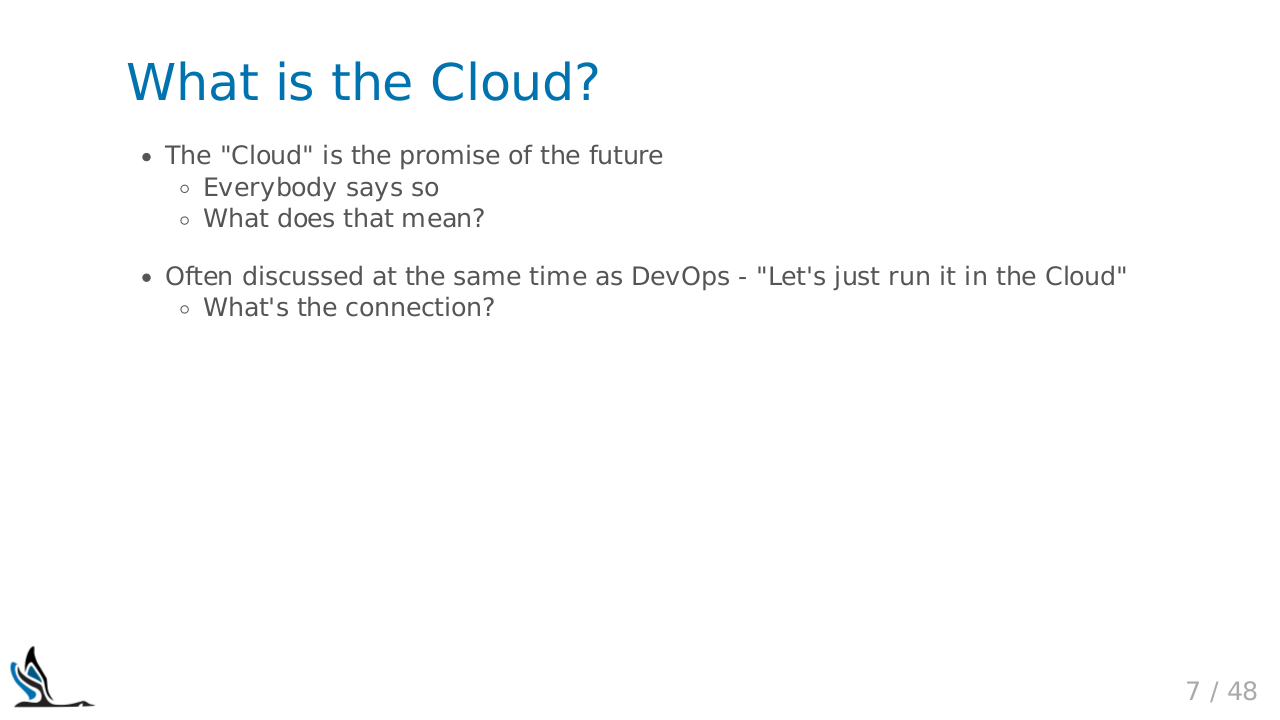 What is the Cloud?
• The "Cloud" is the promise of the future
◦ Everybody says so
◦ What does that mean?
• Often discussed at the same time as DevOps - "Let's just run it in the Cloud"
◦ What's the connection?
7 / 48